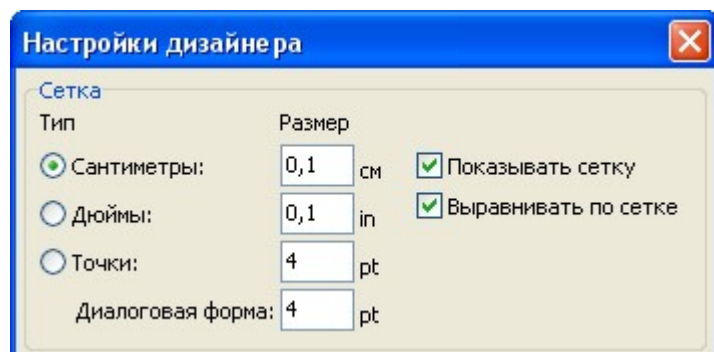 Настройки дизайнера
Сетка
Тип Размер
Сантиметры: 0,1 см Показывать сетку
Дюймы: 0,1 in Выравнивать по сетке
Точки: 4 pt
Диалоговая форма: 4 pt